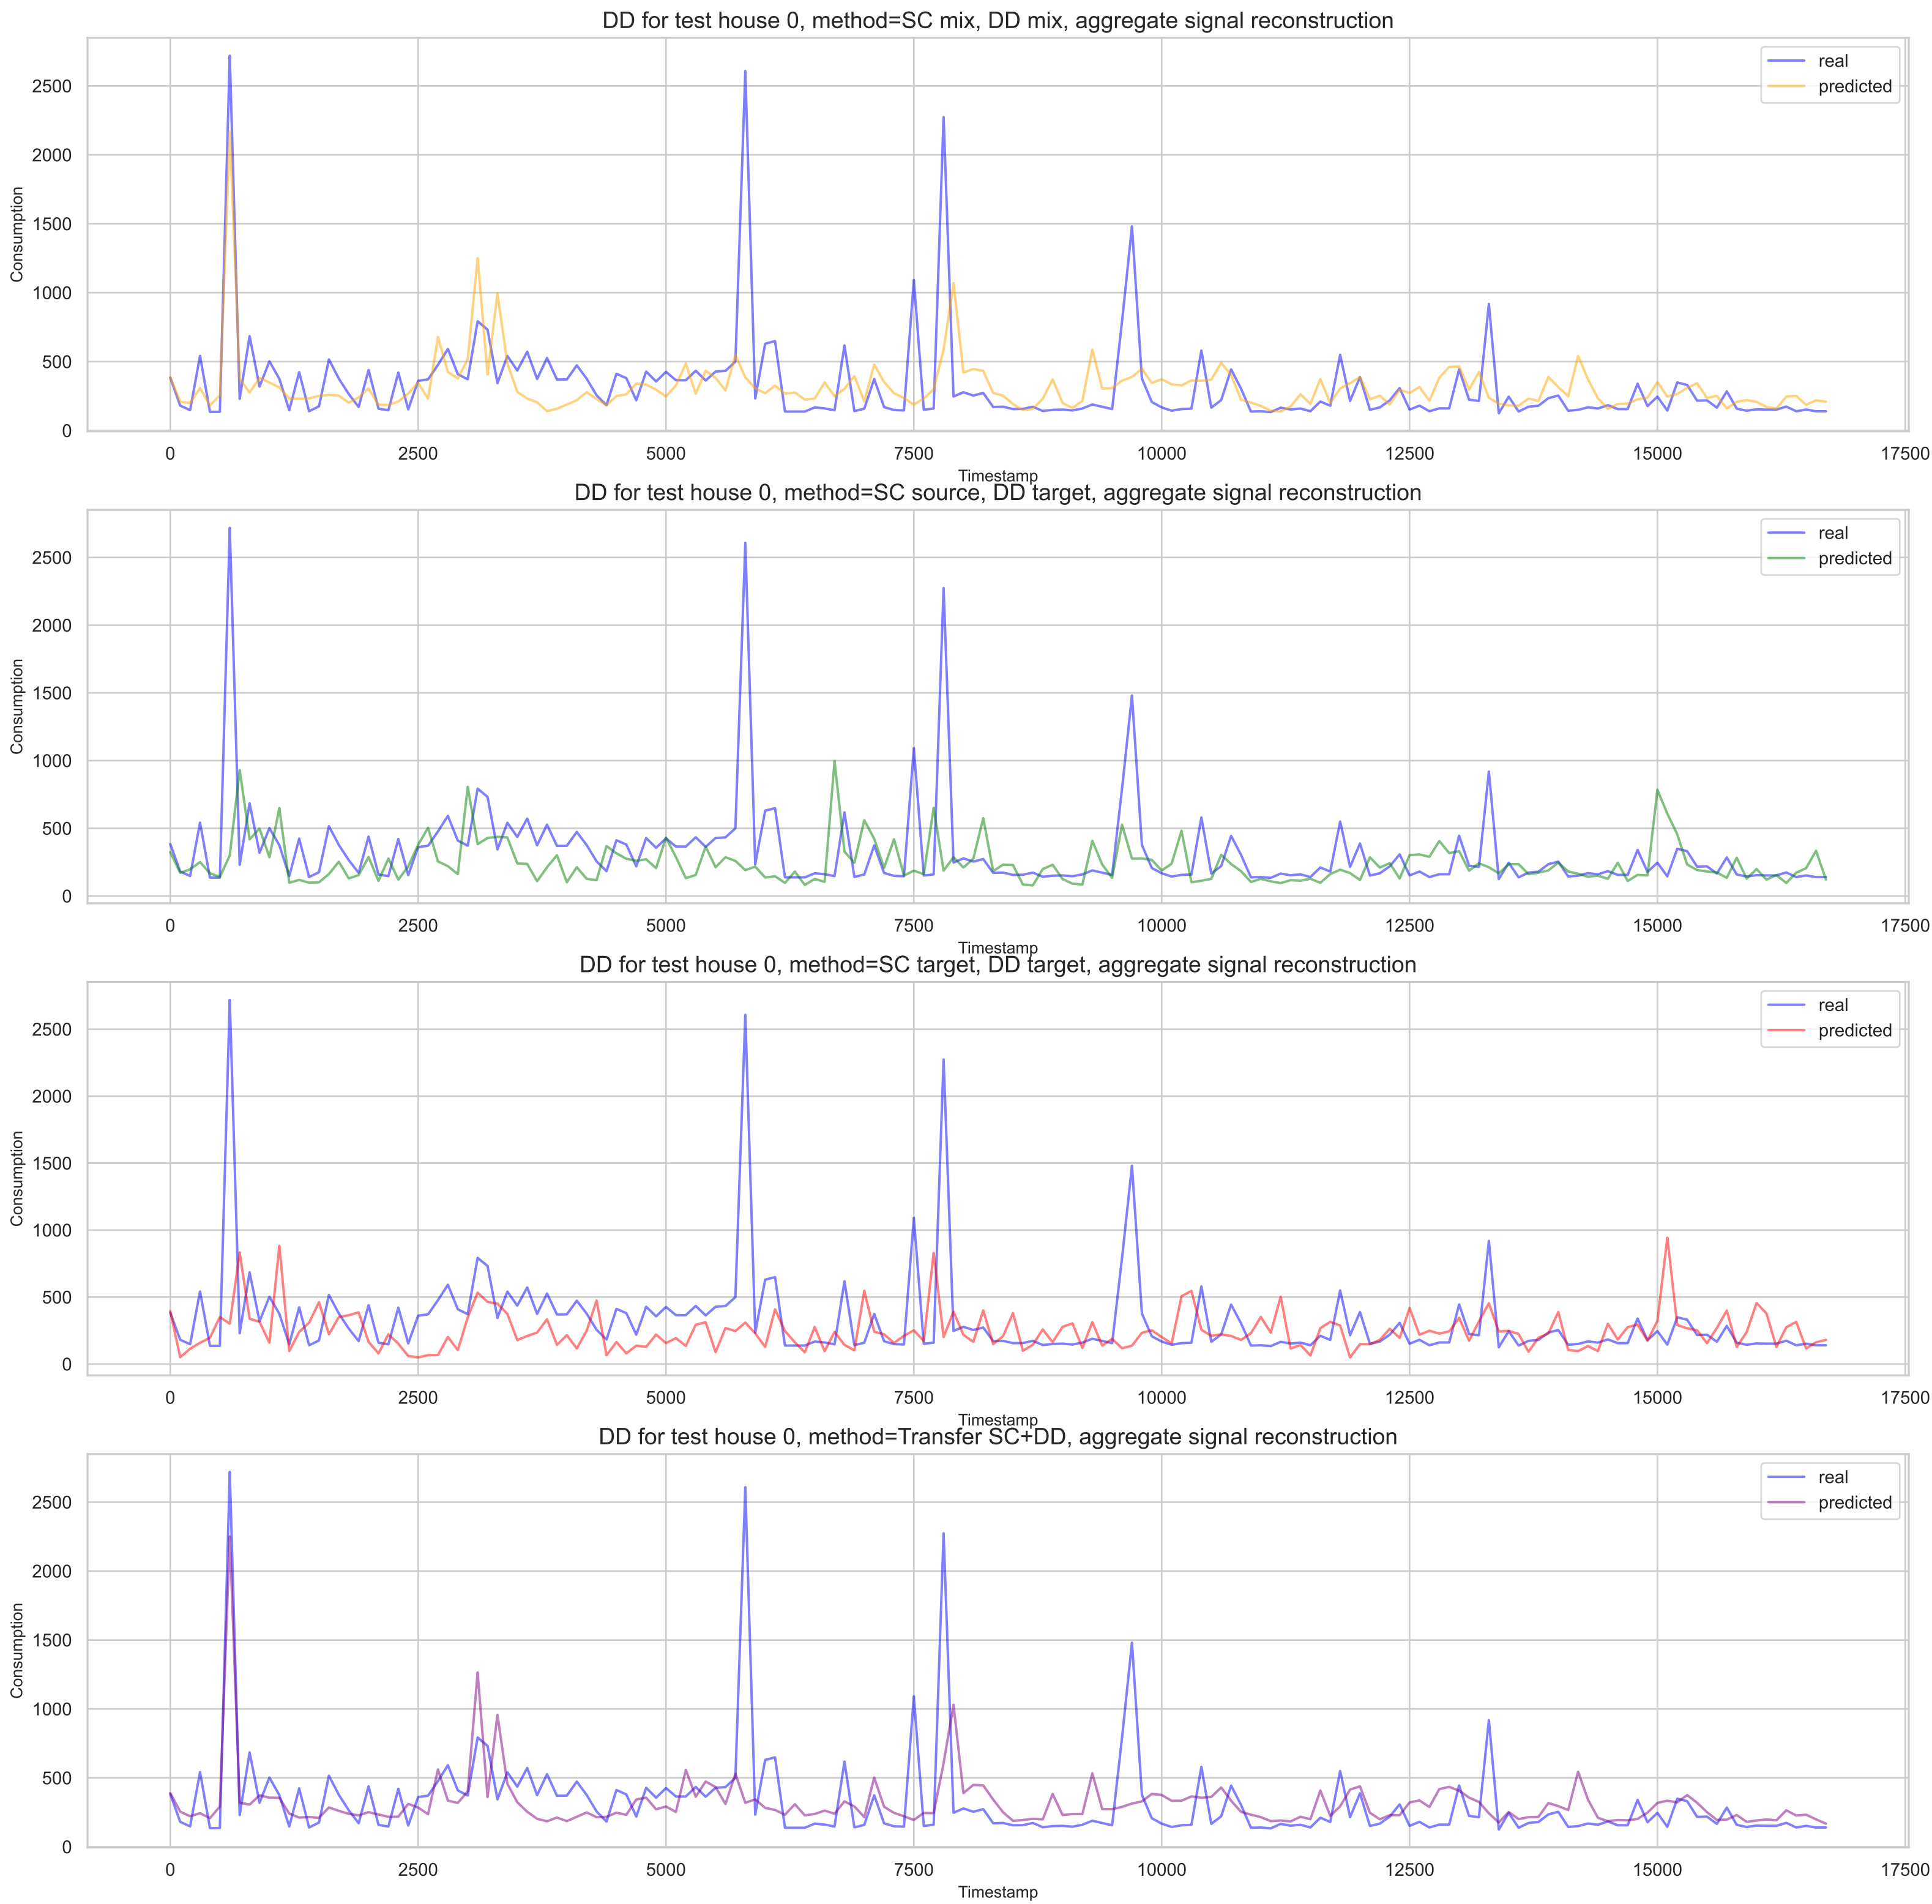 DD for test house 0, method=SC mix, DD mix, aggregate signal reconstruction
real
predicted
Consumption
2500
2000
1500
1000
500
0
0 2500 5000 7500 10000 12500 15000 17500
Timestamp
DD for test house 0, method=SC source, DD target, aggregate signal reconstruction
real
predicted
Consumption
2500
2000
1500
1000
500
0
0 2500 5000 7500 10000 12500 15000 17500
Timestamp
DD for test house 0, method=SC target, DD target, aggregate signal reconstruction
real
predicted
Consumption
2500
2000
1500
1000
500
0
0 2500 5000 7500 10000 12500 15000 17500
Timestamp
DD for test house 0, method=Transfer SC+DD, aggregate signal reconstruction
real
predicted
Consumption
2500
2000
1500
1000
500
0
0 2500 5000 7500 10000 12500 15000 17500
Timestamp